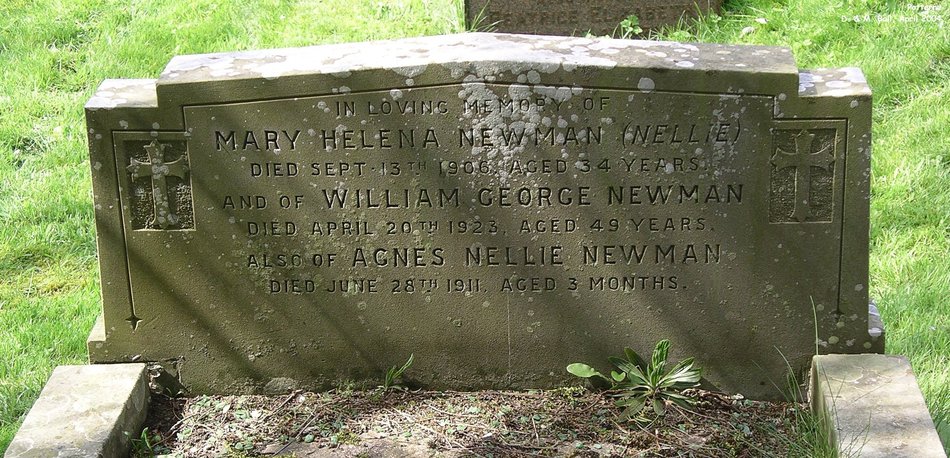 BEATRICE ELIZABETH
IN LOVING MEMORY OF
MARY HELENA NEWMAN (NELLIE)
DIED SEPT. 13TH 1906, AGED 34 YEARS.
AND OF WILLIAM GEORGE NEWMAN
DIED APRIL 20TH 1923, AGED 49 YEARS.
ALSO OF AGNES NELLIE NEWMAN
DIED JUNE 28TH 1911. AGED 3 MONTHS.